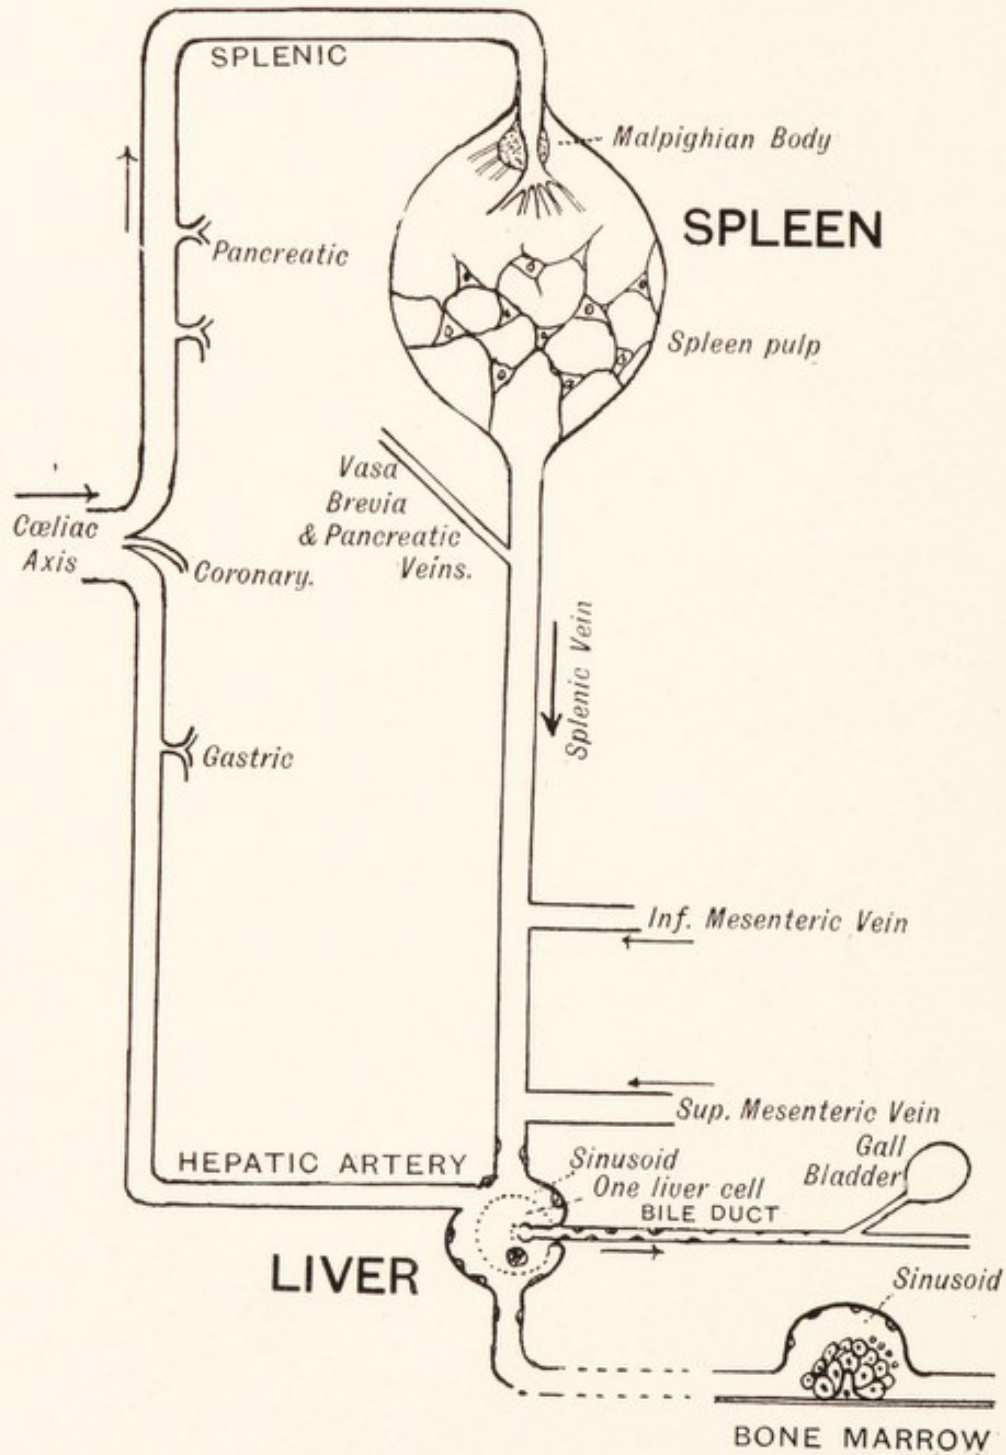 SPLENIC
Malpighian Body
SPLEEN
Pancreatic
Spleen pulp
Vasa
Brevia
& Pancreatic
Veins.
Cœliac
Axis
Coronary.
Splenic Vein
Gastric
Inf. Mesenteric Vein
Sup. Mesenteric Vein
Gall
Bladder
HEPATIC ARTERY
Sinusoid
One liver cell
BILE DUCT
LIVER
Sinusoid
BONE MARROW